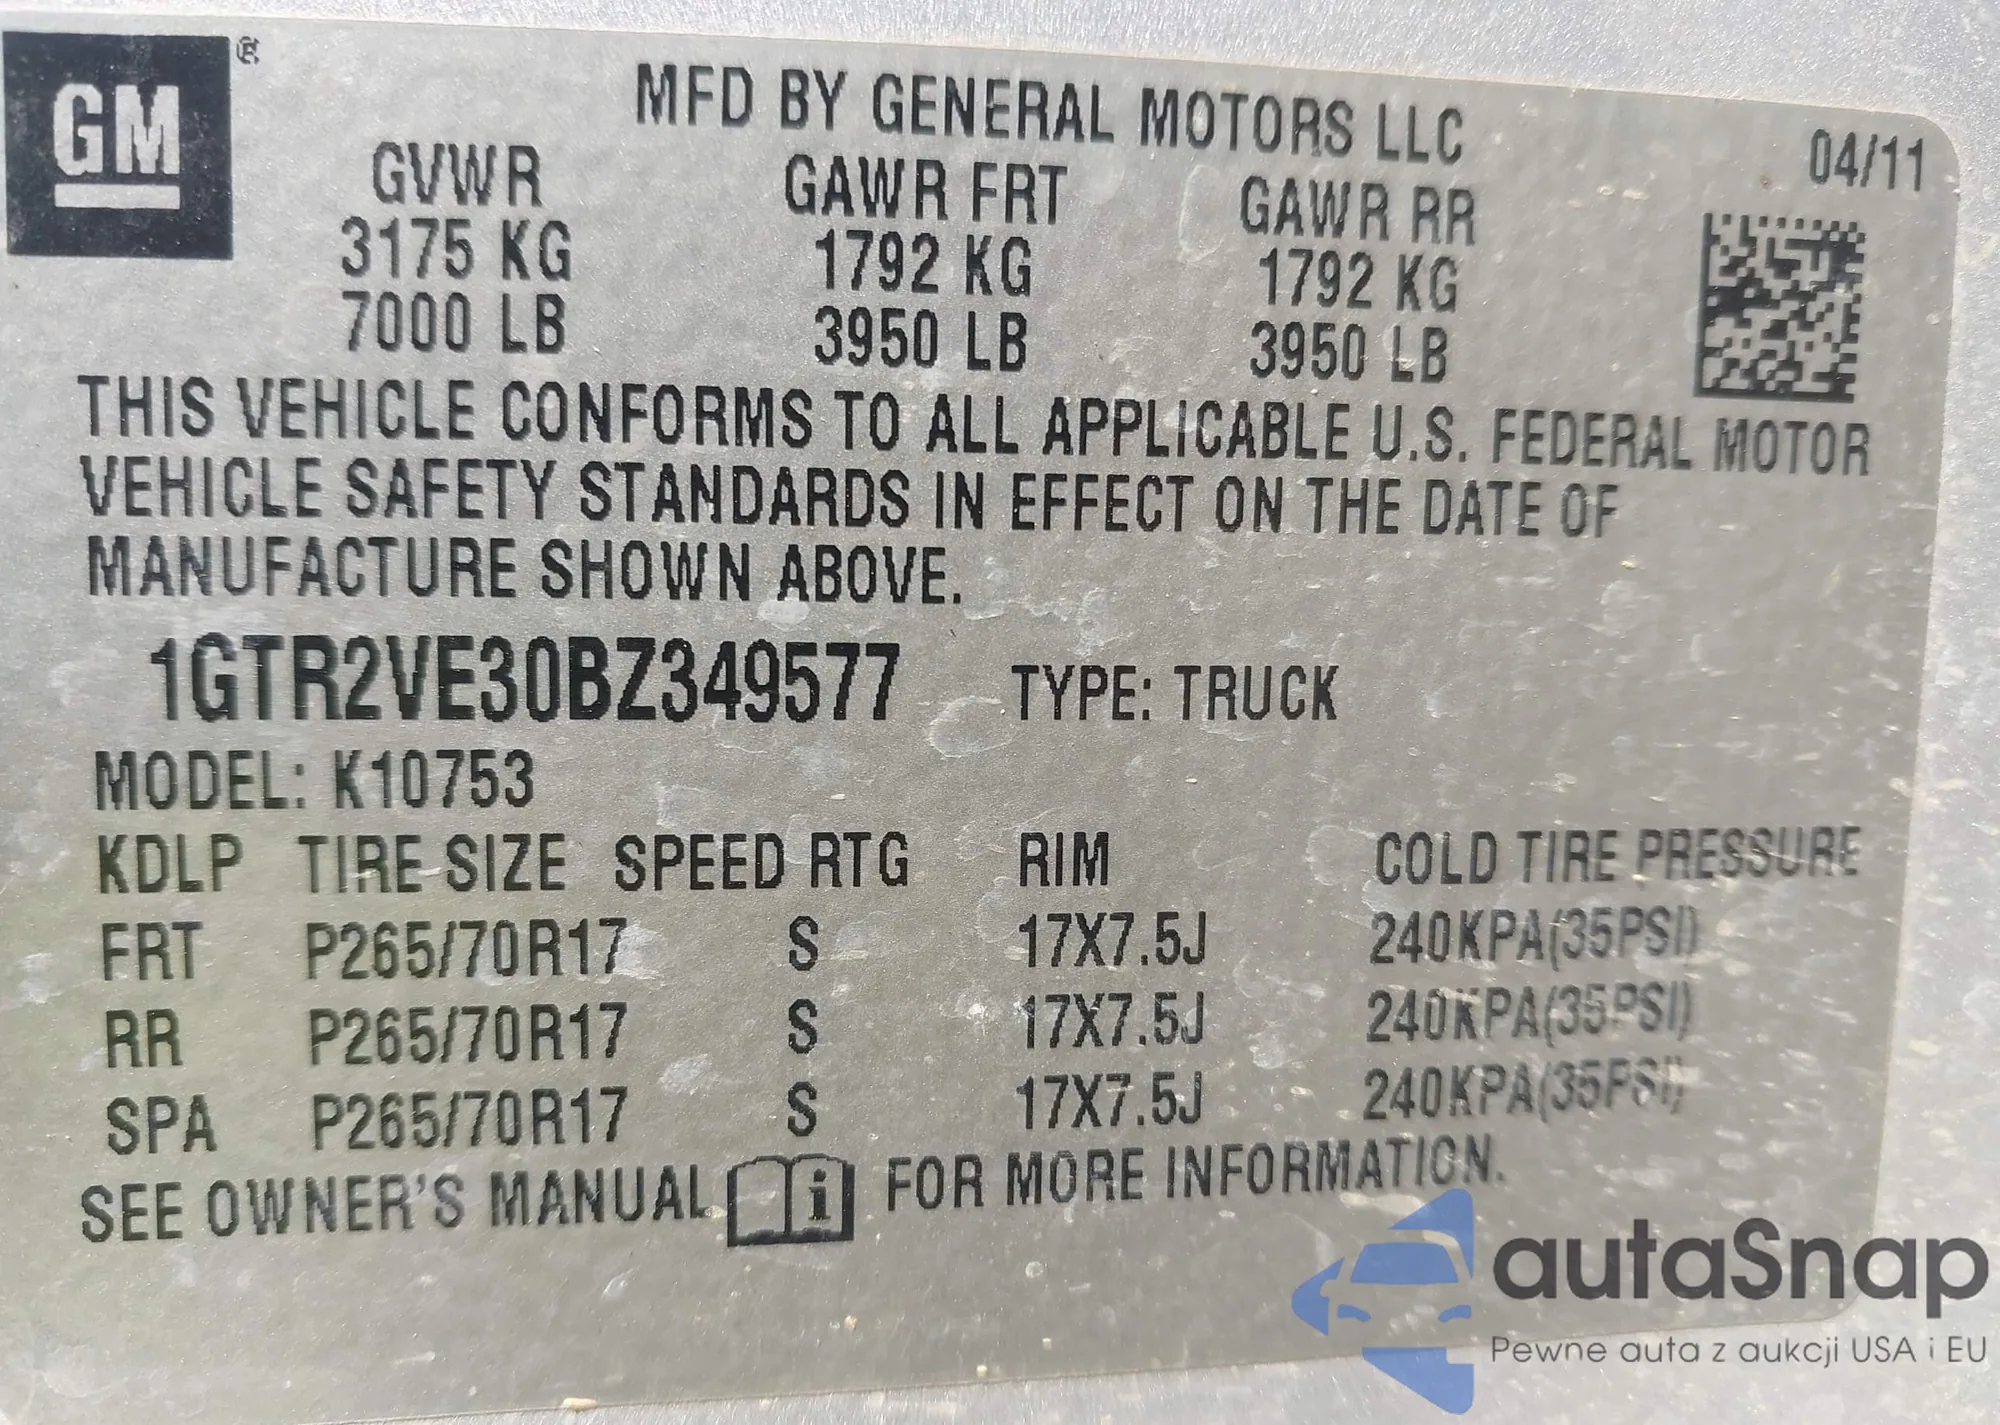 GM®
MFD BY GENERAL MOTORS LLC
04/11
GVWR GAWR FRT GAWR RR
3175 KG 1792 KG 1792 KG
7000 LB 3950 LB 3950 LB
THIS VEHICLE CONFORMS TO ALL APPLICABLE U.S. FEDERAL MOTOR
VEHICLE SAFETY STANDARDS IN EFFECT ON THE DATE OF
MANUFACTURE SHOWN ABOVE.
1GTR2VE30BZ349577 TYPE: TRUCK
MODEL: K10753
KDLP TIRE SIZE SPEED RTG RIM COLD TIRE PRESSURE
FRT P265/70R17 S 17X7.5J 240KPA(35PSI)
RR P265/70R17 S 17X7.5J 240KPA(35PSI)
SPA P265/70R17 S 17X7.5J 240KPA(35PSI)
SEE OWNER'S MANUAL i FOR MORE INFORMATION.
autaSnap
Pewne auta z aukcji USA i EU